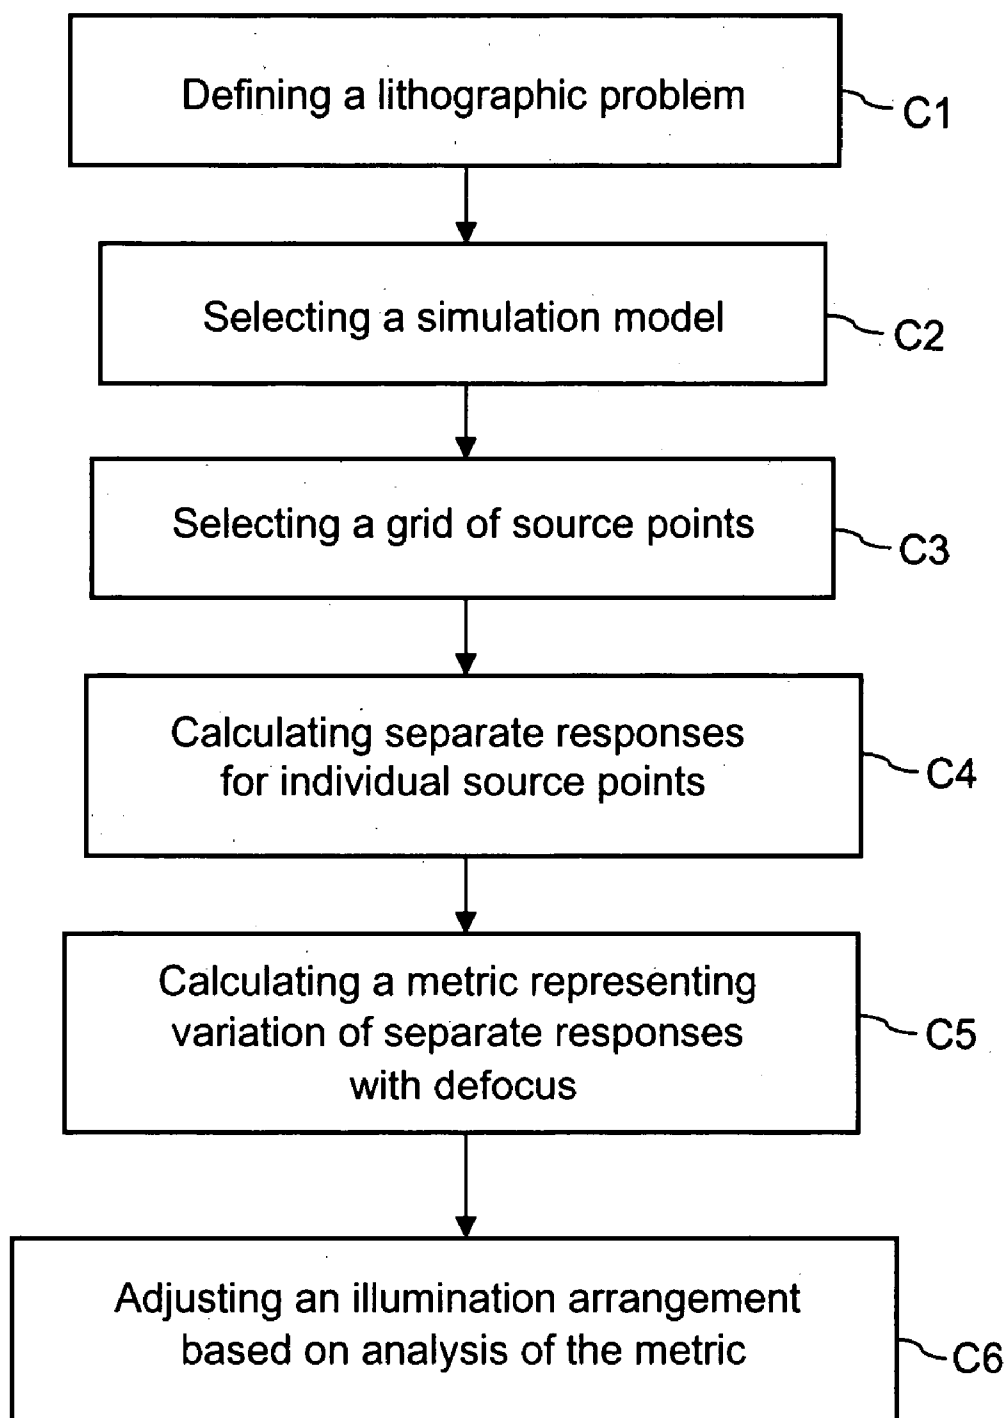 Defining a lithographic problem
C1
Selecting a simulation model
C2
Selecting a grid of source points
C3
Calculating separate responses
for individual source points
C4
Calculating a metric representing
variation of separate responses
with defocus
C5
Adjusting an illumination arrangement
based on analysis of the metric
C6